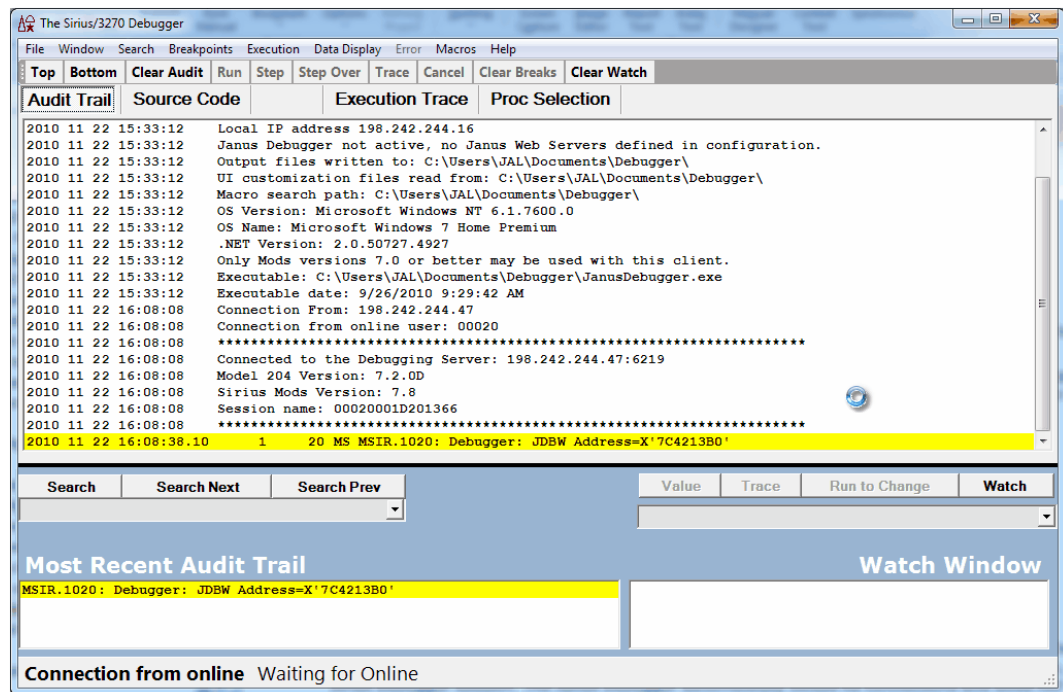 The Sirius/3270 Debugger
File Window Search Breakpoints Execution Data Display Error Macros Help
Top Bottom Clear Audit Run Step Step Over Trace Cancel Clear Breaks Clear Watch
Audit Trail Source Code Execution Trace Proc Selection
2010 11 22 15:33:12 Local IP address 198.242.244.16
2010 11 22 15:33:12 Janus Debugger not active, no Janus Web Servers defined in configuration.
2010 11 22 15:33:12 Output files written to: C:\Users\JAL\Documents\Debugger\
2010 11 22 15:33:12 UI customization files read from: C:\Users\JAL\Documents\Debugger\
2010 11 22 15:33:12 Macro search path: C:\Users\JAL\Documents\Debugger\
2010 11 22 15:33:12 OS Version: Microsoft Windows NT 6.1.7600.0
2010 11 22 15:33:12 OS Name: Microsoft Windows 7 Home Premium
2010 11 22 15:33:12 .NET Version: 2.0.50727.4927
2010 11 22 15:33:12 Only Mods versions 7.0 or better may be used with this client.
2010 11 22 15:33:12 Executable: C:\Users\JAL\Documents\Debugger\JanusDebugger.exe
2010 11 22 15:33:12 Executable date: 9/26/2010 9:29:42 AM
2010 11 22 16:08:08 Connection From: 198.242.244.47
2010 11 22 16:08:08 Connection from online user: 00020
2010 11 22 16:08:08 **********************************************************************
2010 11 22 16:08:08 Connected to the Debugging Server: 198.242.244.47:6219
2010 11 22 16:08:08 Model 204 Version: 7.2.0D
2010 11 22 16:08:08 Sirius Mods Version: 7.8
2010 11 22 16:08:08 Session name: 00020001D201366
2010 11 22 16:08:08 **********************************************************************
2010 11 22 16:08:38.10 1 20 MS MSIR.1020: Debugger: JDBW Address=X'7C4213B0'
Search Search Next Search Prev Value Trace Run to Change Watch
Most Recent Audit Trail Watch Window
MSIR.1020: Debugger: JDBW Address=X'7C4213B0'
Connection from online Waiting for Online